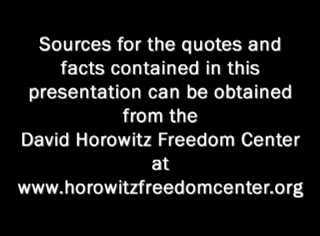 Sources for the quotes and
facts contained in this
presentation can be obtained
from the
David Horowitz Freedom Center
at
www.horowitzfreedomcenter.org